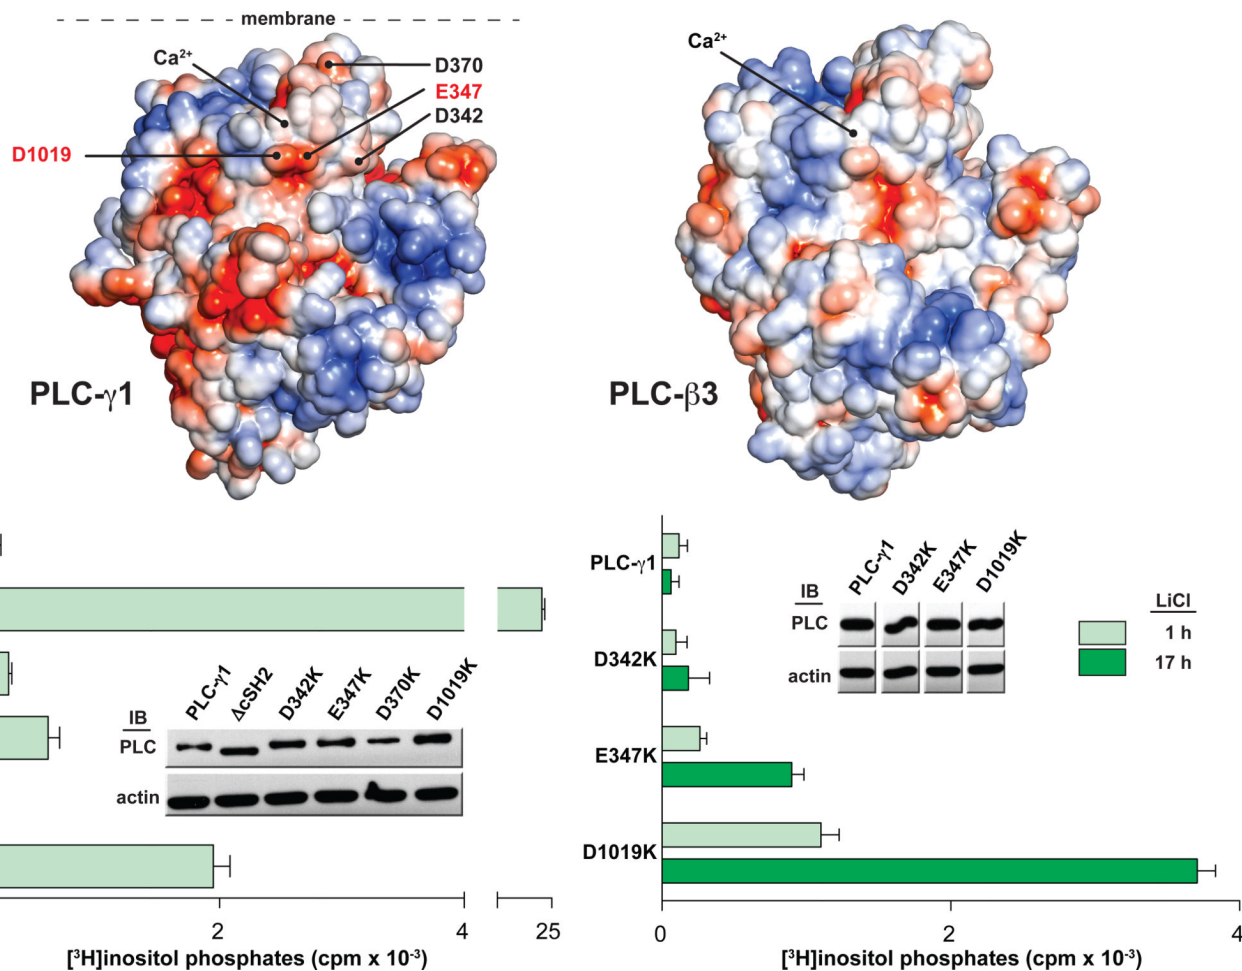 membrane
Ca²⁺
D370
E347
D342
D1019
PLC-γ1
Ca²⁺
PLC-β3
PLC-γ1 ΔcSH2 D342K E347K D370K D1019K
IB
PLC
actin
2 4 25
[³H]inositol phosphates (cpm x 10⁻³)
PLC-γ1
D342K
E347K
D1019K
PLC-γ1 D342K E347K D1019K
IB
PLC
actin
LiCl
1 h
17 h
0 2 4
[³H]inositol phosphates (cpm x 10⁻³)